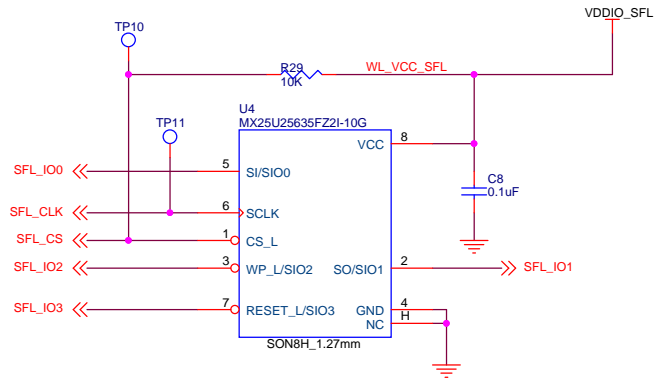 VDDIO_SFL
TP10
R29
10K
WL_VCC_SFL
U4
MX25U25635FZ2I-10G
TP11
8
VCC
SFL_IO0
5
SI/SIO0
C8
0.1uF
SFL_CLK
6
SCLK
SFL_CS
1
CS_L
SFL_IO2
3
WP_L/SIO2
SO/SIO1
2
SFL_IO1
SFL_IO3
7
RESET_L/SIO3
GND
4
NC
H
SON8H_1.27mm